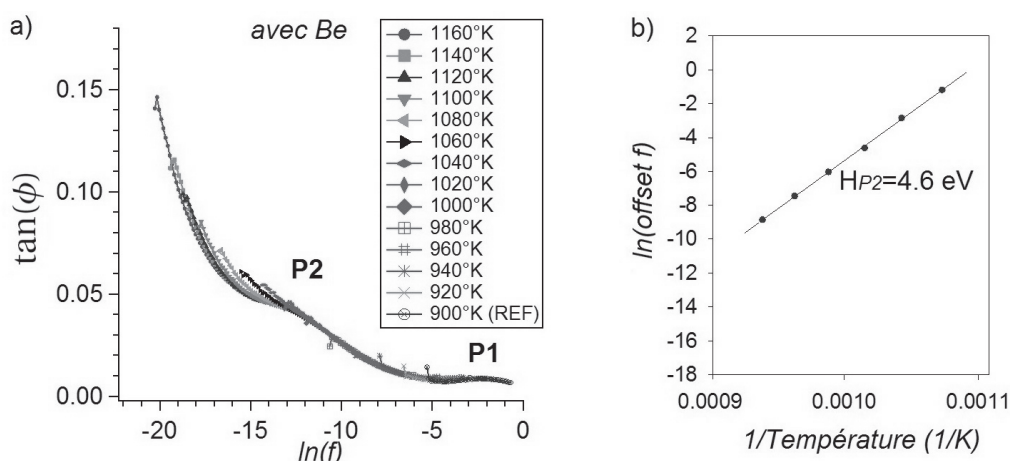 a)
avec Be
tan(ϕ)
0.15
0.10
0.05
0.00
-20
-15
-10
-5
0
ln(f)
P2
P1
1160°K
1140°K
1120°K
1100°K
1080°K
1060°K
1040°K
1020°K
1000°K
980°K
960°K
940°K
920°K
900°K (REF)
b)
ln(offset f)
2
0
-2
-4
-6
-8
-10
-12
-14
-16
-18
HP2=4.6 eV
0.0009
0.0010
0.0011
1/Température (1/K)